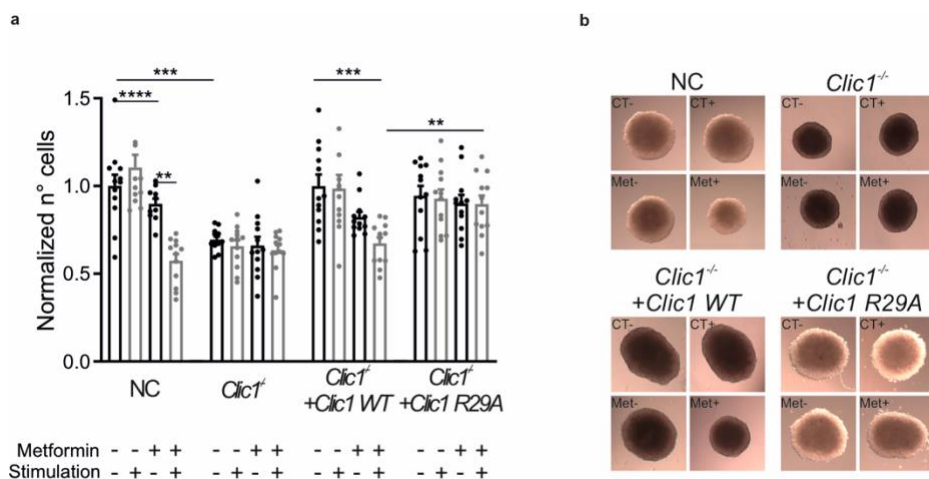 a
b
Normalized n° cells
1.5
1.0
0.5
0.0
***
****
**
***
**
NC
Clic1-/-
Clic1-/-
+Clic1 WT
Clic1-/-
+Clic1 R29A
Metformin - - + + - - + + - - + + - - + +
Stimulation - + - + - + - + - + - + - + - +
NC
CT-
CT+
Met-
Met+
Clic1-/-
CT-
CT+
Met-
Met+
Clic1-/-
+Clic1 WT
CT-
CT+
Met-
Met+
Clic1-/-
+Clic1 R29A
CT-
CT+
Met-
Met+